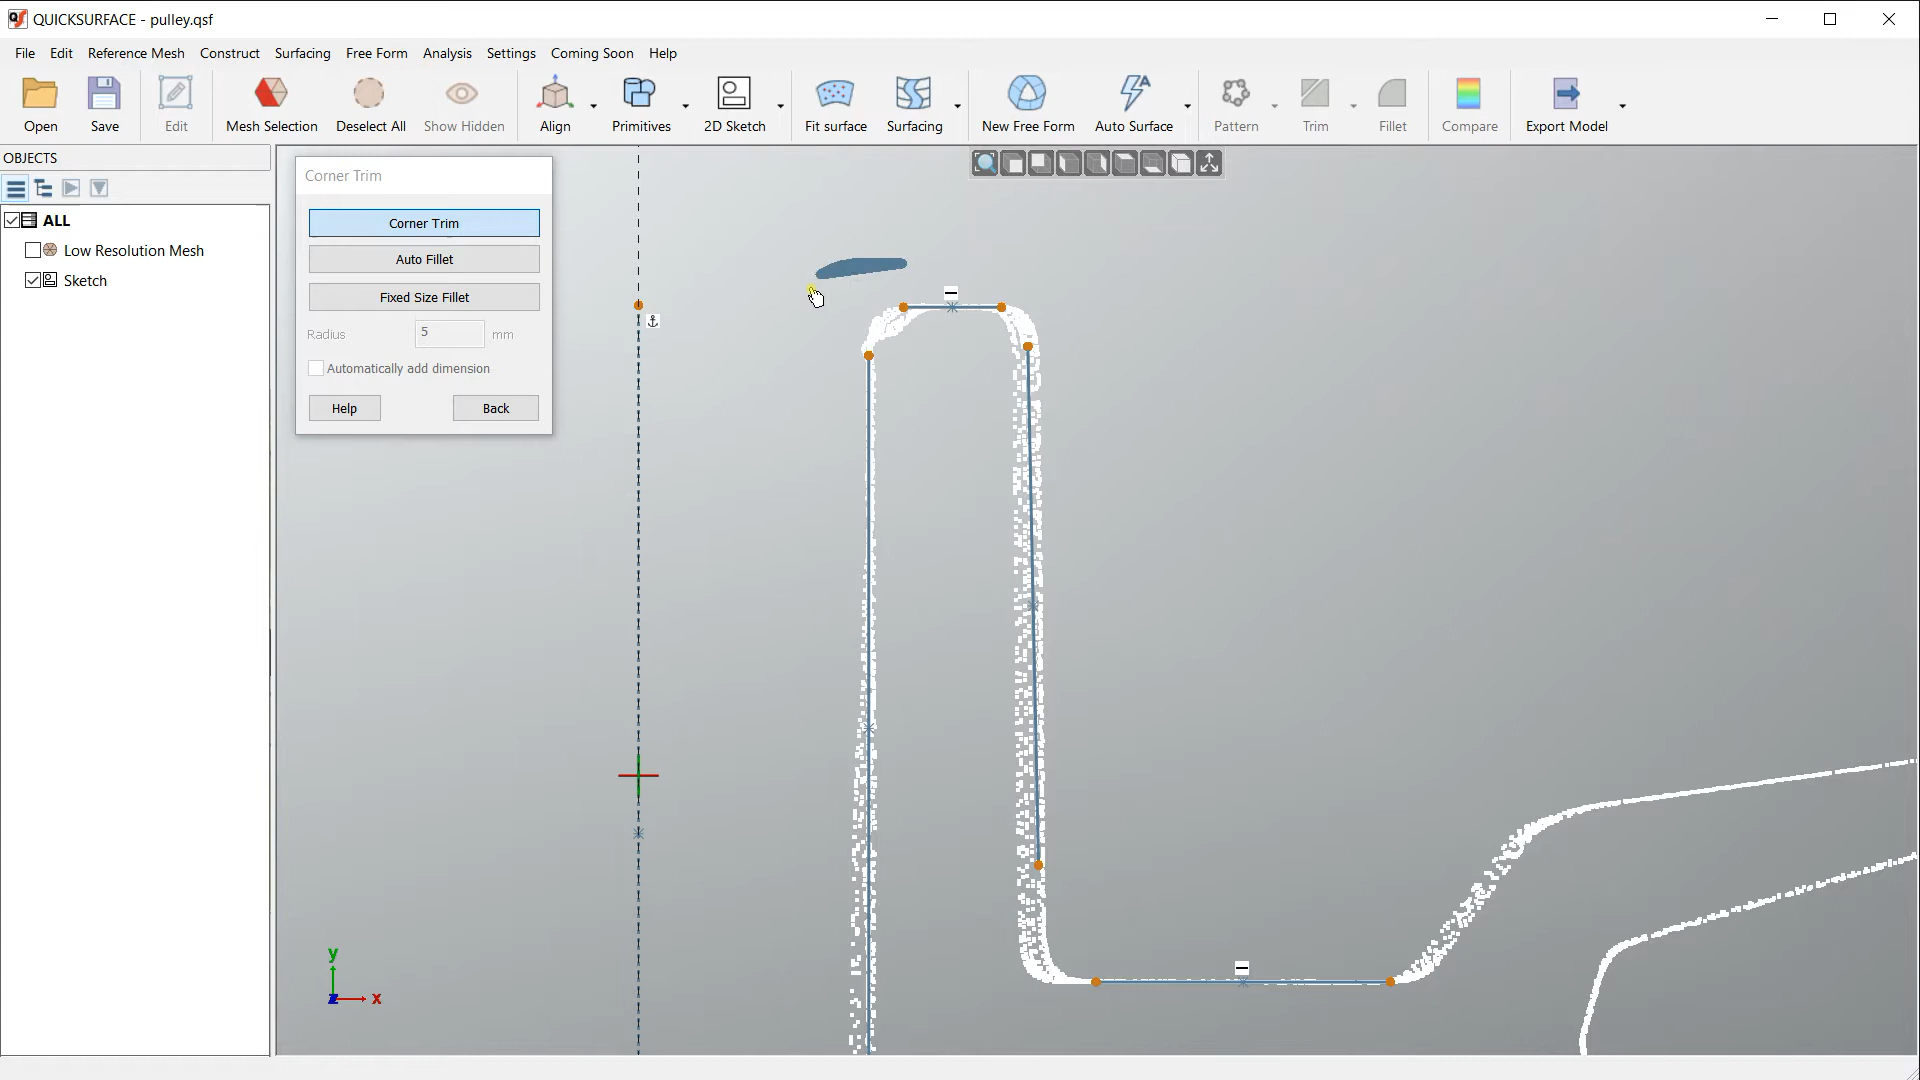 QUICKSURFACE - pulley.qsf
File Edit Reference Mesh Construct Surfacing Free Form Analysis Settings Coming Soon Help
Open Save Edit Mesh Selection Deselect All Show Hidden Align Primitives 2D Sketch Fit surface Surfacing New Free Form Auto Surface Pattern Trim Fillet Compare Export Model
OBJECTS
ALL
Low Resolution Mesh
Sketch
Corner Trim
Corner Trim
Auto Fillet
Fixed Size Fillet
Radius 5 mm
Automatically add dimension
Help Back
y
z x